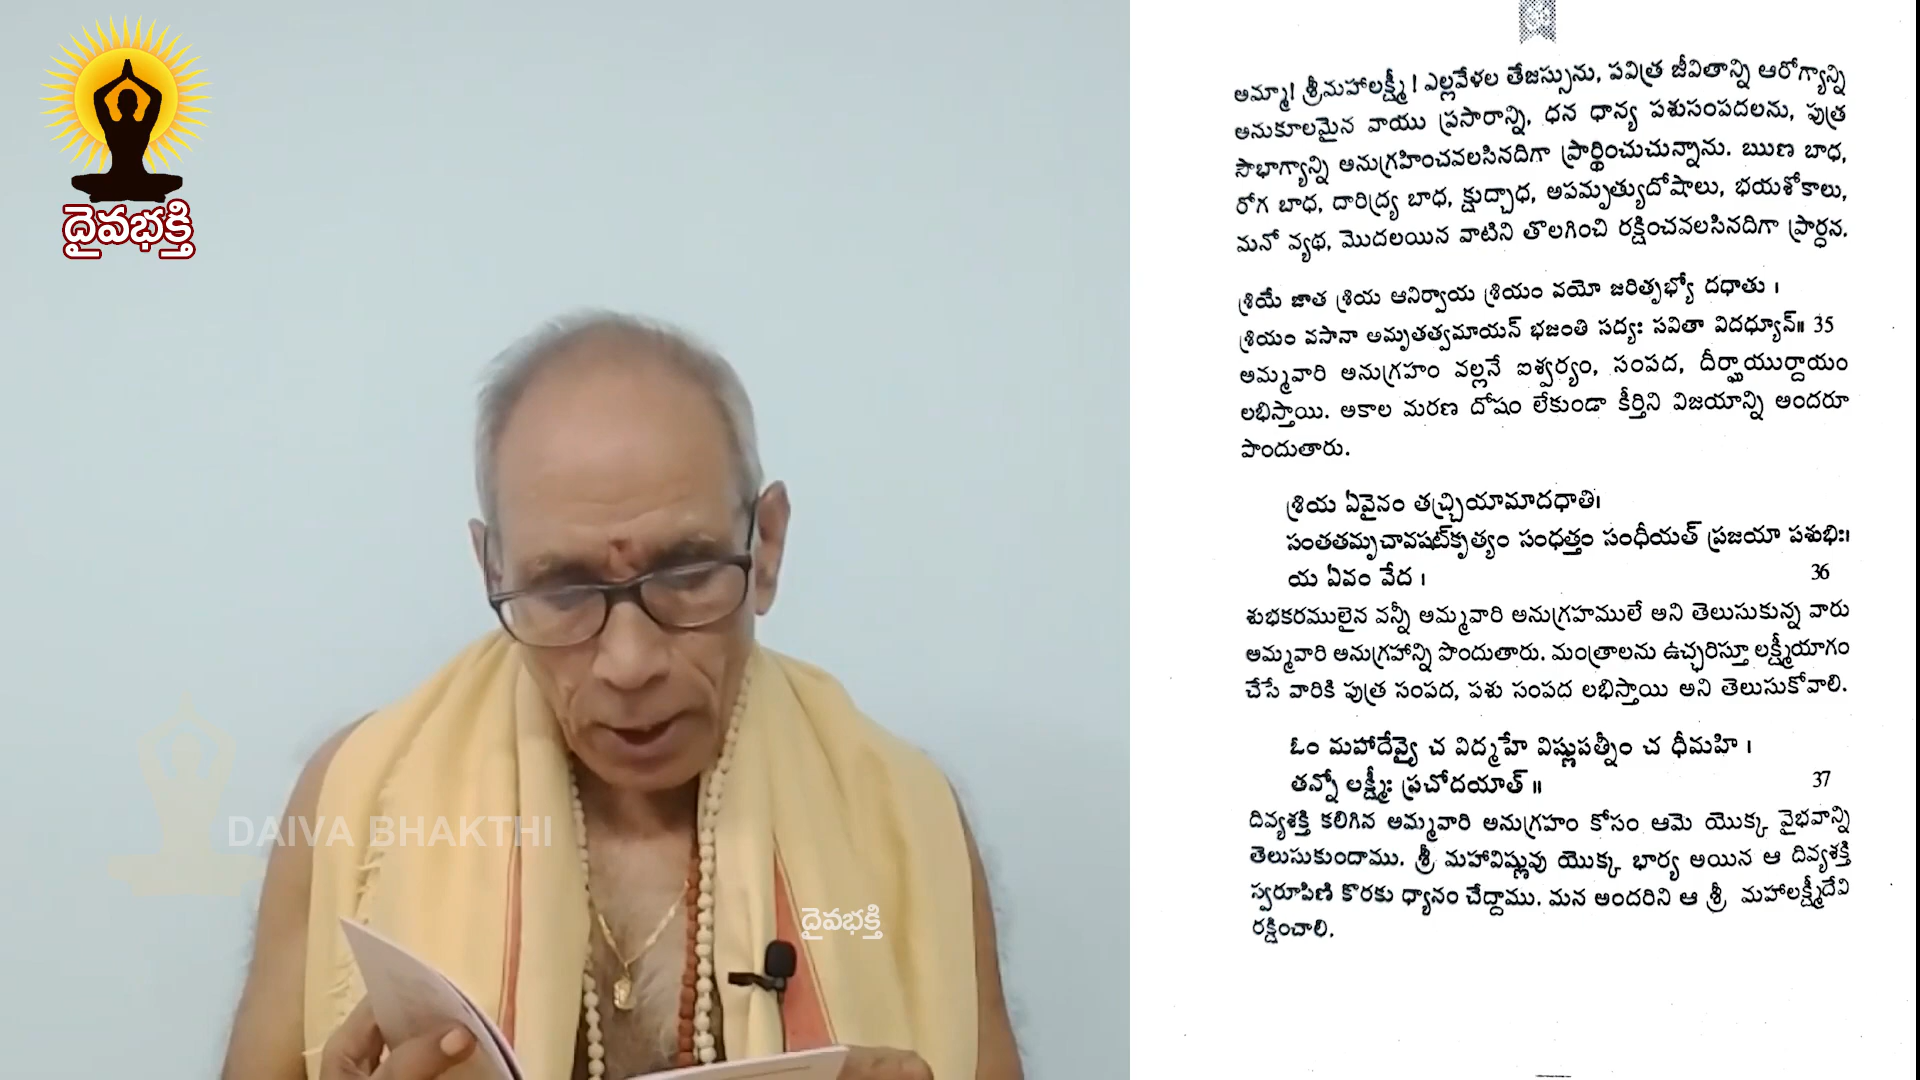 దైవభక్తి
DAIVA BHAKTHI
దైవభక్తి
అమ్మా! శ్రీమహాలక్ష్మీ! ఎల్లవేళల తేజస్సును, పవిత్ర జీవితాన్ని ఆరోగ్యాన్ని
అనుకూలమైన వాయు ప్రసారాన్ని, ధన ధాన్య పశుసంపదలను, పుత్ర
సౌభాగ్యాన్ని అనుగ్రహించవలసినదిగా ప్రార్థించుచున్నాను. ఋణ బాధ,
రోగ బాధ, దారిద్ర్య బాధ, క్షుద్బాధ, అపమృత్యుదోషాలు, భయశోకాలు,
మనో వ్యథ, మొదలయిన వాటిని తొలగించి రక్షించవలసినదిగా ప్రార్ధన.
శ్రియే జాత శ్రియ ఆనిర్వాయ శ్రియం వయో జరితృభ్యో దధాతు ।
శ్రియం వసానా అమృతత్వమాయన్ భజంతి సద్యః సవితా విదధ్యూన్॥ 35
అమ్మవారి అనుగ్రహం వల్లనే ఐశ్వర్యం, సంపద, దీర్ఘాయుర్దాయం
లభిస్తాయి. అకాల మరణ దోషం లేకుండా కీర్తిని విజయాన్ని అందరూ
పొందుతారు.
శ్రియ ఏవైనం తచ్ఛ్రియామాదధాతి।
సంతతమృచావషట్‌కృత్యం సంధత్తం సంధీయత్ ప్రజయా పశుభిః।
య ఏవం వేద । 36
శుభకరములైన వన్నీ అమ్మవారి అనుగ్రహములే అని తెలుసుకున్న వారు
అమ్మవారి అనుగ్రహాన్ని పొందుతారు. మంత్రాలను ఉచ్ఛరిస్తూ లక్ష్మీయాగం
చేసే వారికి పుత్ర సంపద, పశు సంపద లభిస్తాయి అని తెలుసుకోవాలి.
ఓం మహాదేవ్యై చ విద్మహే విష్ణుపత్నీం చ ధీమహి ।
తన్నో లక్ష్మీః ప్రచోదయాత్ ॥ 37
దివ్యశక్తి కలిగిన అమ్మవారి అనుగ్రహం కోసం ఆమె యొక్క వైభవాన్ని
తెలుసుకుందాము. శ్రీ మహావిష్ణువు యొక్క భార్య అయిన ఆ దివ్యశక్తి
స్వరూపిణి కొరకు ధ్యానం చేద్దాము. మన అందరిని ఆ శ్రీ మహాలక్ష్మీదేవి
రక్షించాలి.